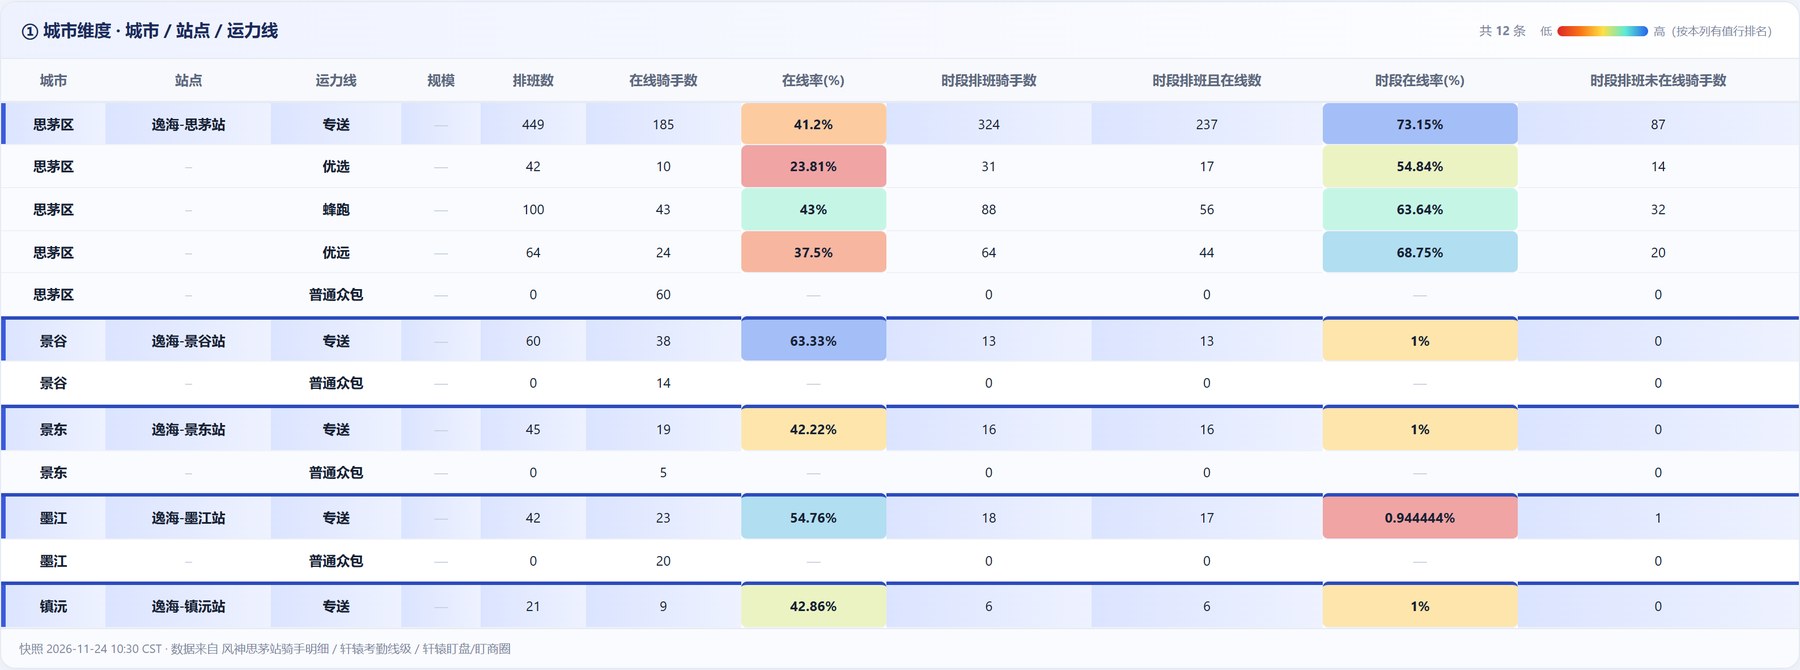 ① 城市维度 · 城市 / 站点 / 运力线 共 12 条 低 高 (按本列有值行排名)
城市 站点 运力线 规模 排班数 在线骑手数 在线率(%) 时段排班骑手数 时段排班且在线数 时段在线率(%) 时段排班未在线骑手数
思茅区 逸海-思茅站 专送 — 449 185 41.2% 324 237 73.15% 87
思茅区 – 优选 — 42 10 23.81% 31 17 54.84% 14
思茅区 – 蜂跑 — 100 43 43% 88 56 63.64% 32
思茅区 – 优远 — 64 24 37.5% 64 44 68.75% 20
思茅区 – 普通众包 — 0 60 — 0 0 — 0
景谷 逸海-景谷站 专送 — 60 38 63.33% 13 13 1% 0
景谷 – 普通众包 — 0 14 — 0 0 — 0
景东 逸海-景东站 专送 — 45 19 42.22% 16 16 1% 0
景东 – 普通众包 — 0 5 — 0 0 — 0
墨江 逸海-墨江站 专送 — 42 23 54.76% 18 17 0.944444% 1
墨江 – 普通众包 — 0 20 — 0 0 — 0
镇沅 逸海-镇沅站 专送 — 21 9 42.86% 6 6 1% 0
快照 2026-11-24 10:30 CST · 数据来自 风神思茅站骑手明细 / 轩辕考勤线级 / 轩辕盯盘/盯商圈